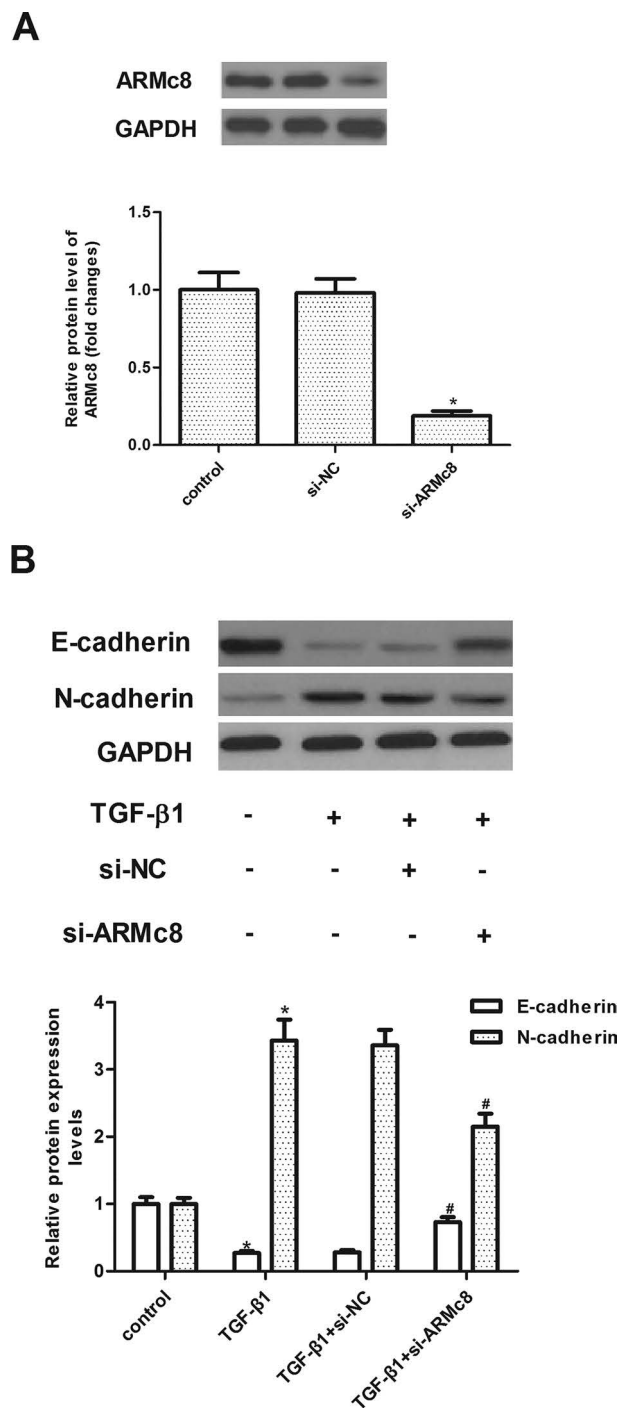 A
ARMc8
GAPDH
Relative protein level of
ARMc8 (fold changes)
1.5
1.0
0.5
0.0
*
control
si-NC
si-ARMc8
B
E-cadherin
N-cadherin
GAPDH
TGF-β1 - + + +
si-NC - - + -
si-ARMc8 - - - +
Relative protein expression
levels
4
3
2
1
0
* * # #
E-cadherin
N-cadherin
control
TGF-β1
TGF-β1+si-NC
TGF-β1+si-ARMc8